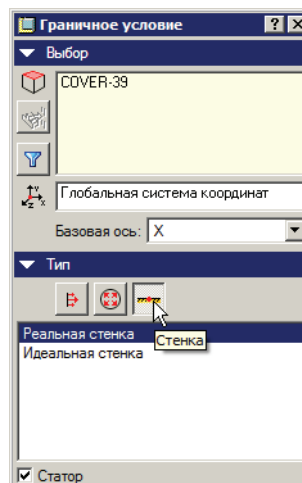 Граничное условие
Выбор
COVER-39
Глобальная система координат
Базовая ось: X
Тип
Реальная стенка
Стенка
Идеальная стенка
Статор